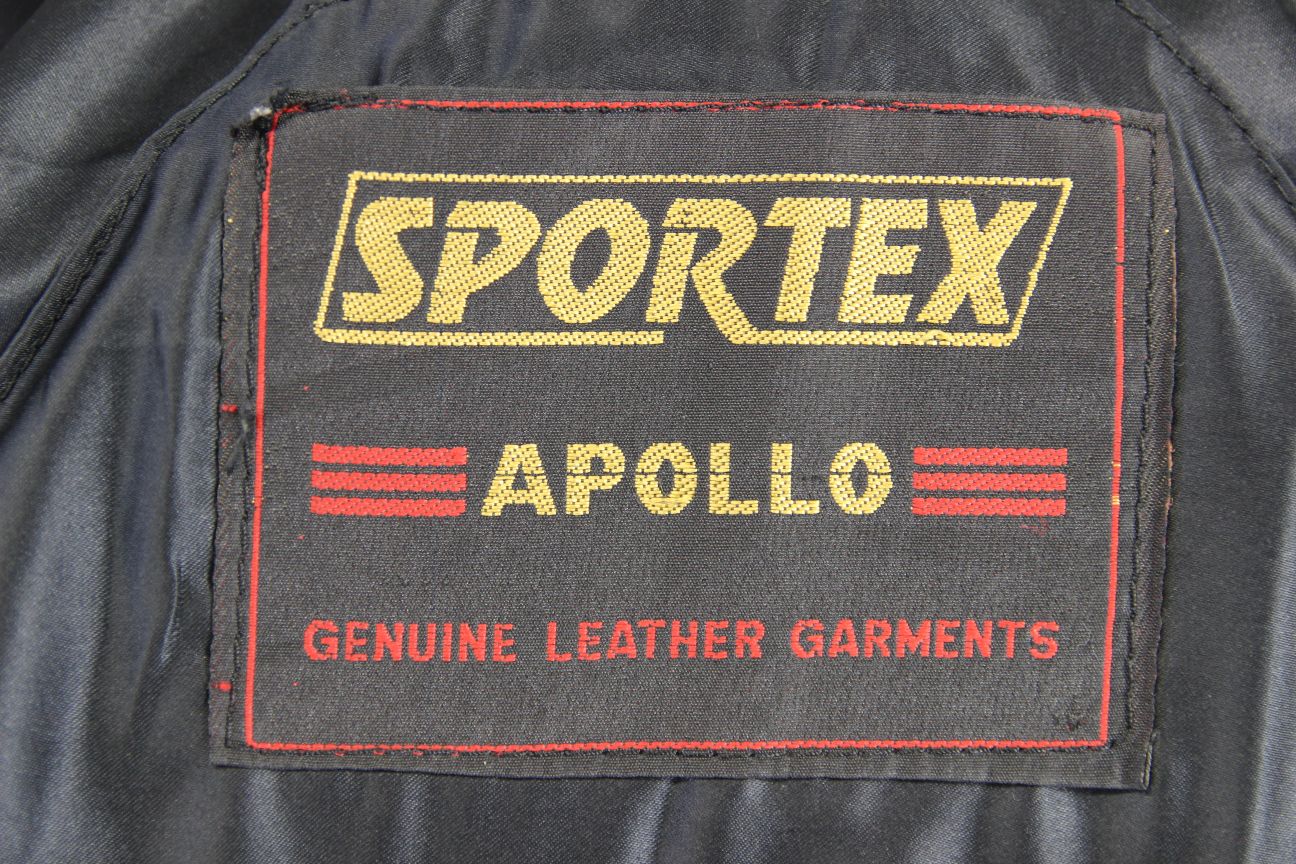 SPORTEX
APOLLO
GENUINE LEATHER GARMENTS